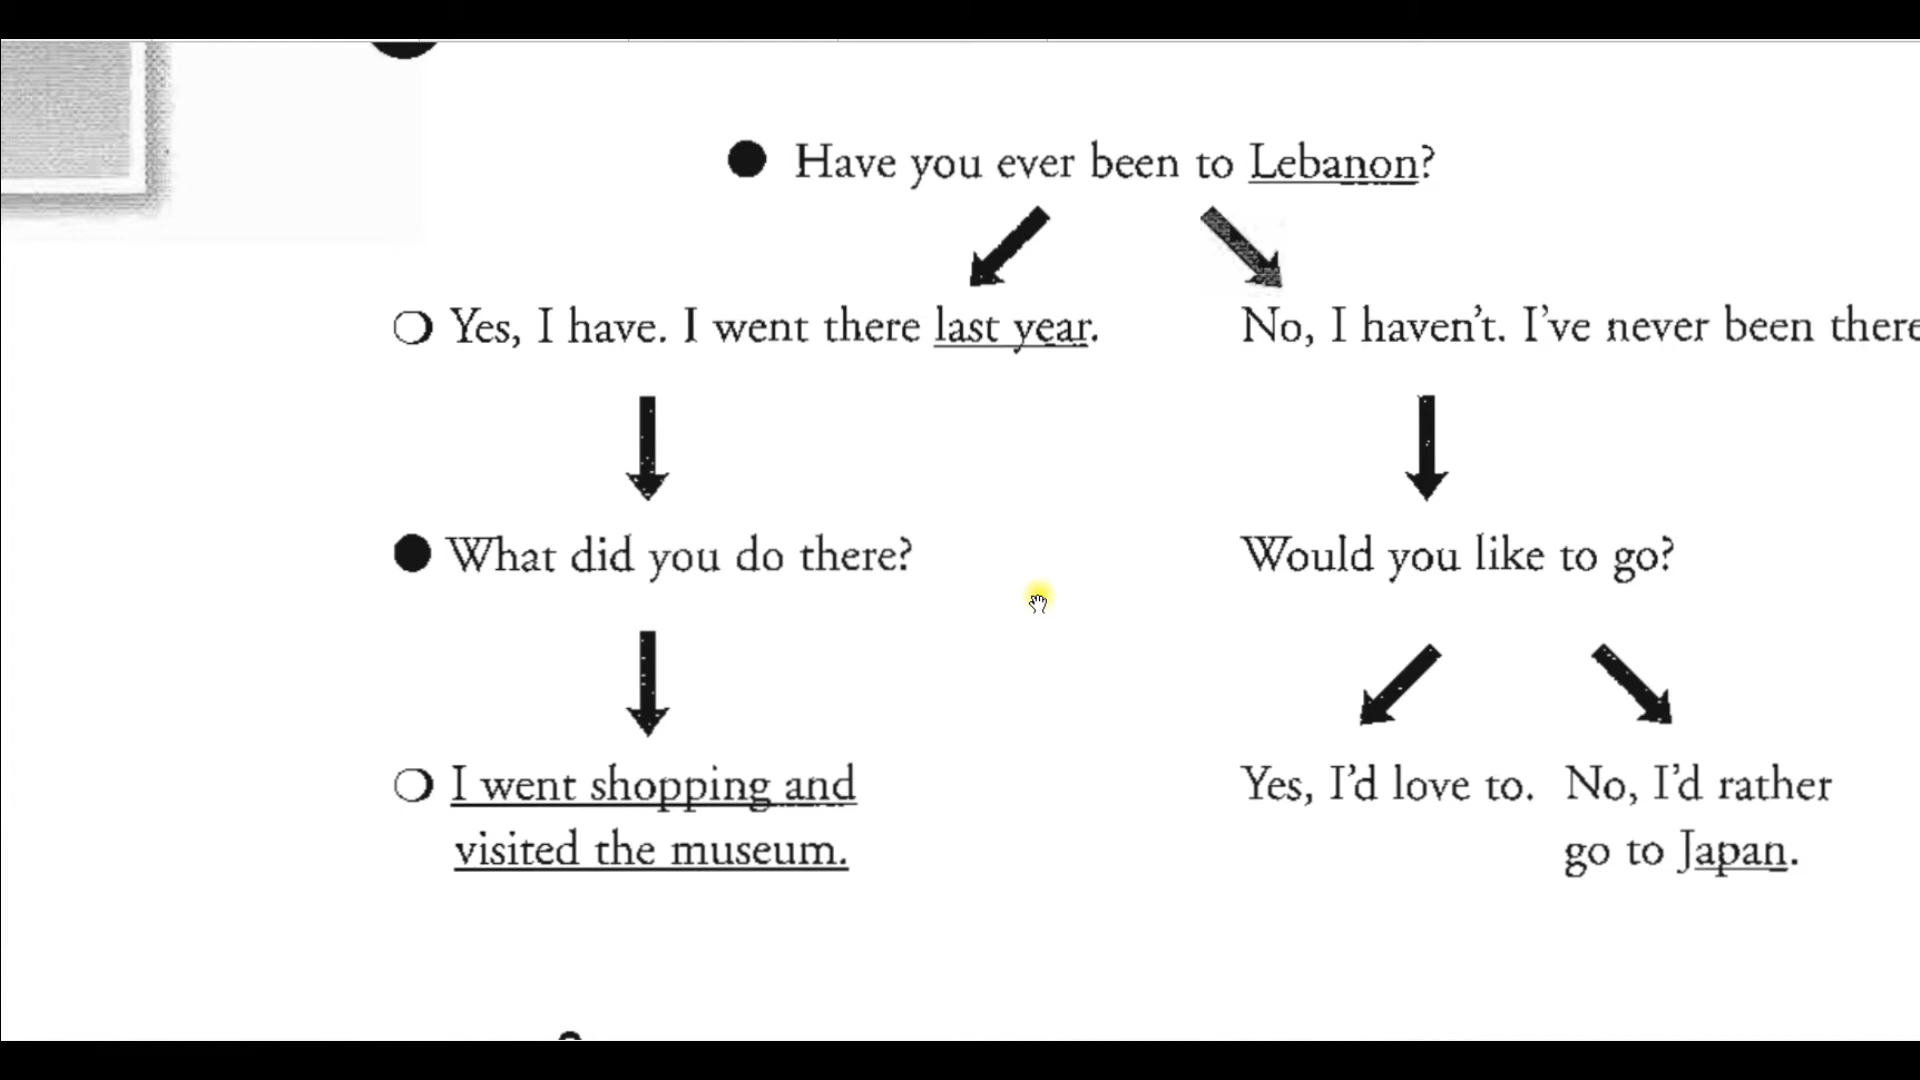 Have you ever been to Lebanon?
Yes, I have. I went there last year.
No, I haven't. I've never been there
What did you do there?
Would you like to go?
I went shopping and
visited the museum.
Yes, I'd love to.
No, I'd rather
go to Japan.